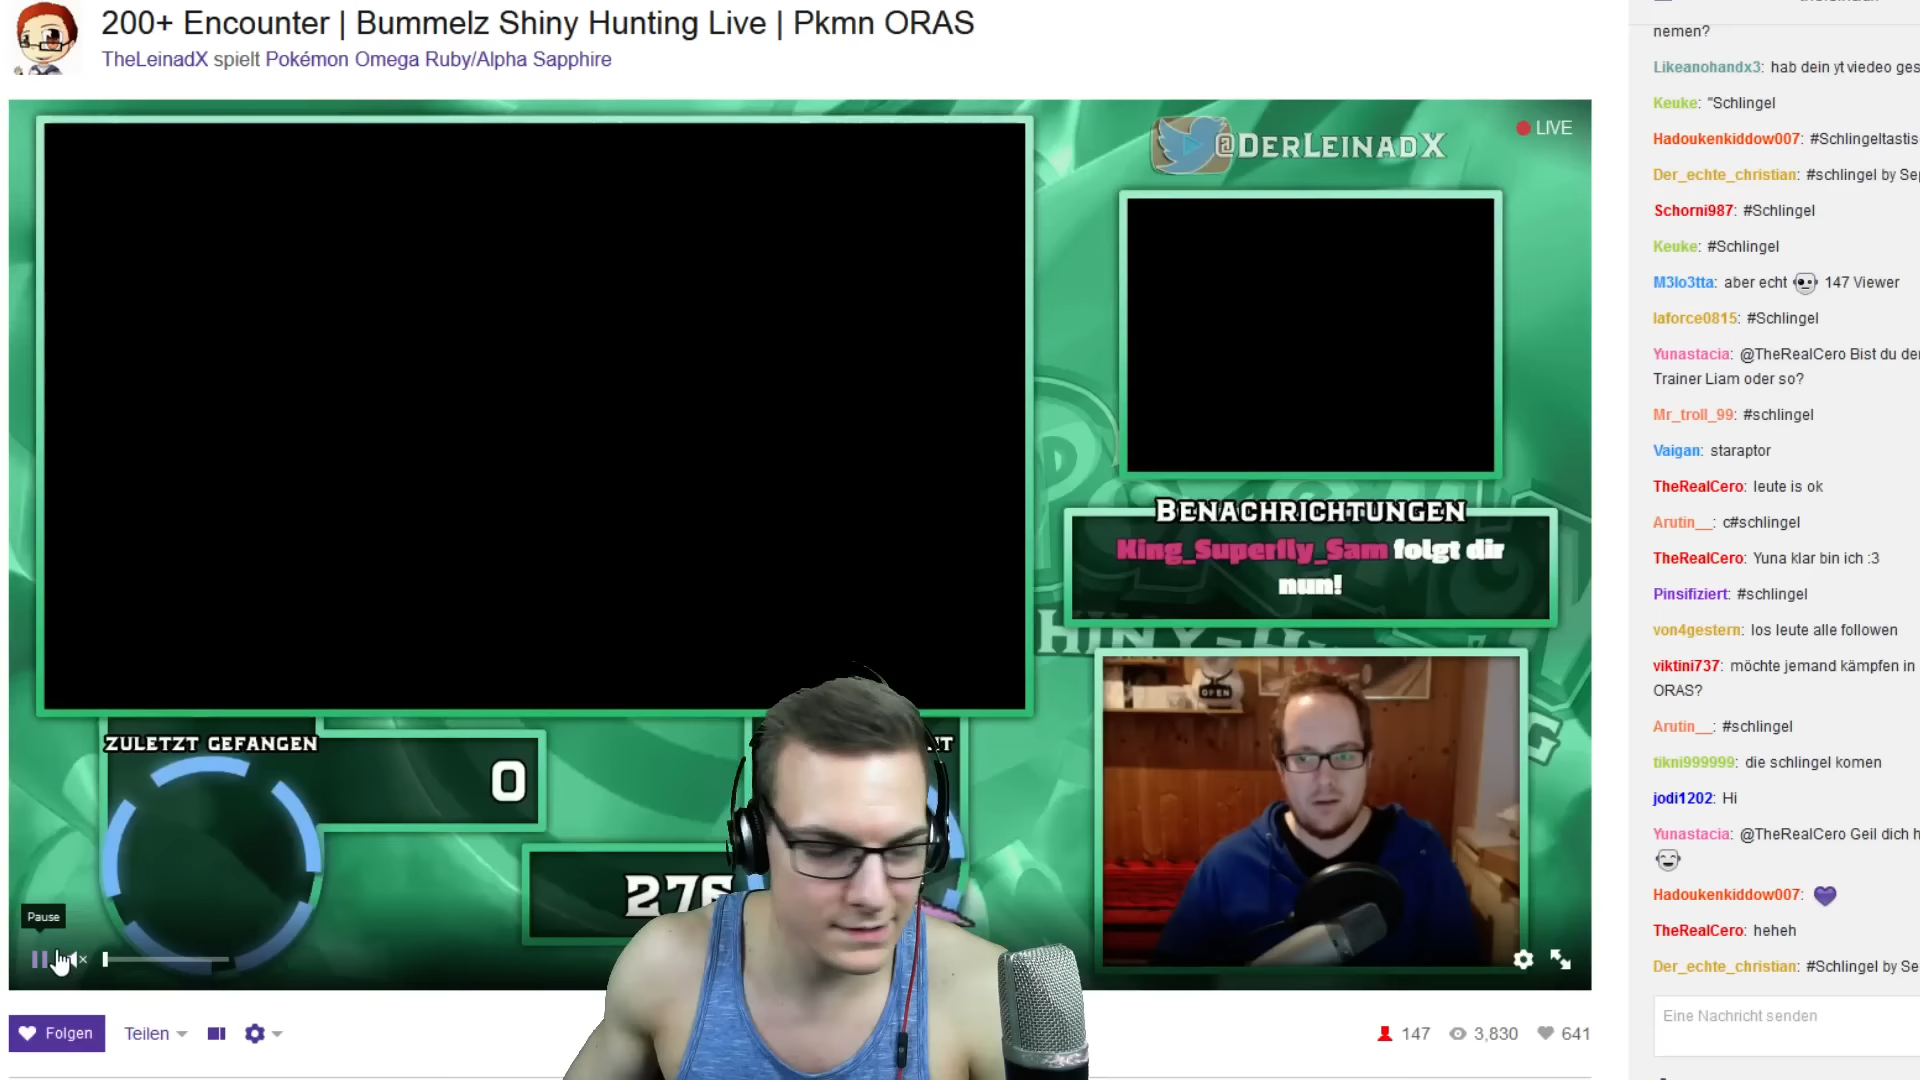 200+ Encounter | Bummelz Shiny Hunting Live | Pkmn ORAS
TheLeinadX spielt Pokémon Omega Ruby/Alpha Sapphire
@DerLeinadX
LIVE
Benachrichtungen
King_Superfly_Sam folgt dir
nun!
OPEN
zuletzt gefangen
0
276
Pause
Folgen
Teilen
147
3,830
641
nemen?
Likeanohandx3: hab dein yt viedeo ges
Keuke: "Schlingel
Hadoukenkiddow007: #Schlingeltastis
Der_echte_christian: #schlingel by Sep
Schorni987: #Schlingel
Keuke: #Schlingel
M3lo3tta: aber echt 147 Viewer
laforce0815: #Schlingel
Yunastacia: @TheRealCero Bist du der
Trainer Liam oder so?
Mr_troll_99: #schlingel
Vaigan: staraptor
TheRealCero: leute is ok
Arutin__: c#schlingel
TheRealCero: Yuna klar bin ich :3
Pinsifiziert: #schlingel
von4gestern: los leute alle followen
viktini737: möchte jemand kämpfen in
ORAS?
Arutin__: #schlingel
tikni999999: die schlingel komen
jodi1202: Hi
Yunastacia: @TheRealCero Geil dich h
Hadoukenkiddow007:
TheRealCero: heheh
Der_echte_christian: #Schlingel by Se
Eine Nachricht senden